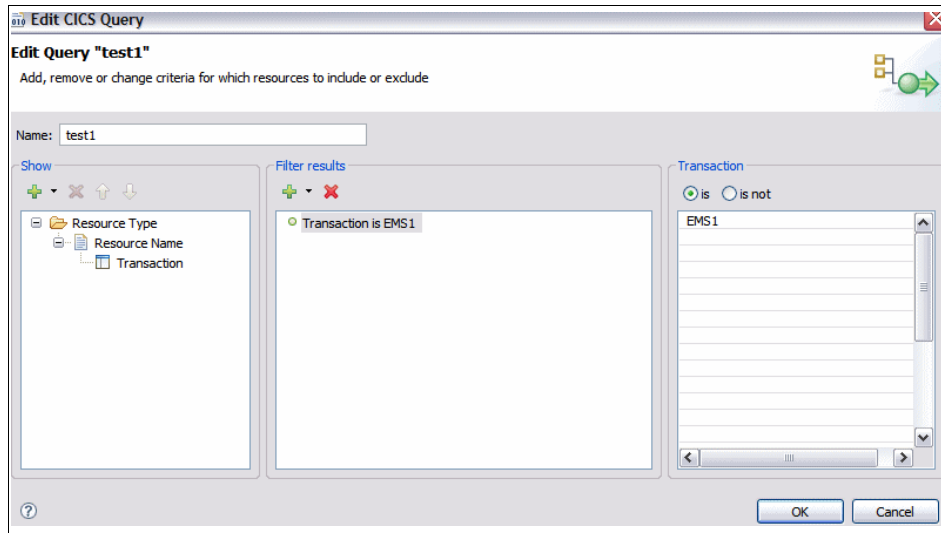 Edit CICS Query
Edit Query "test1"
Add, remove or change criteria for which resources to include or exclude
Name: test1
Show
Resource Type
Resource Name
Transaction
Filter results
Transaction is EMS1
Transaction
is
is not
EMS1
OK
Cancel